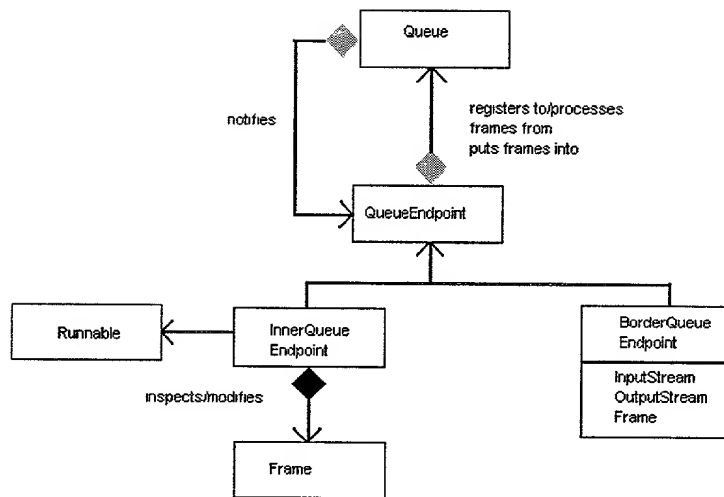 Queue
notifies
registers to/processes
frames from
puts frames into
QueueEndpoint
Runnable
InnerQueue
Endpoint
BorderQueue
Endpoint
InputStream
OutputStream
Frame
inspects/modifies
Frame